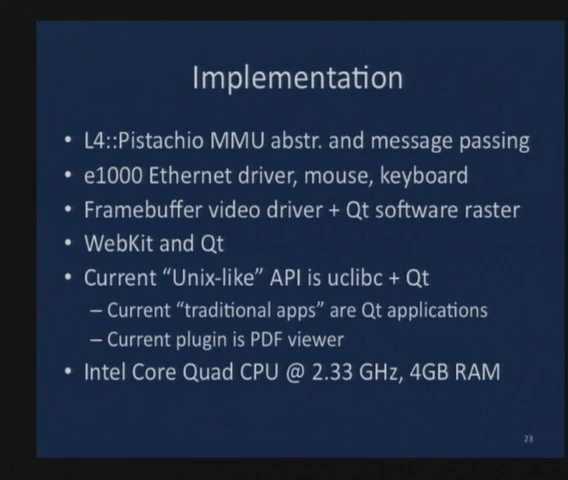 Implementation
• L4::Pistachio MMU abstr. and message passing
• e1000 Ethernet driver, mouse, keyboard
• Framebuffer video driver + Qt software raster
• WebKit and Qt
• Current “Unix-like” API is uclibc + Qt
– Current “traditional apps” are Qt applications
– Current plugin is PDF viewer
• Intel Core Quad CPU @ 2.33 GHz, 4GB RAM
23